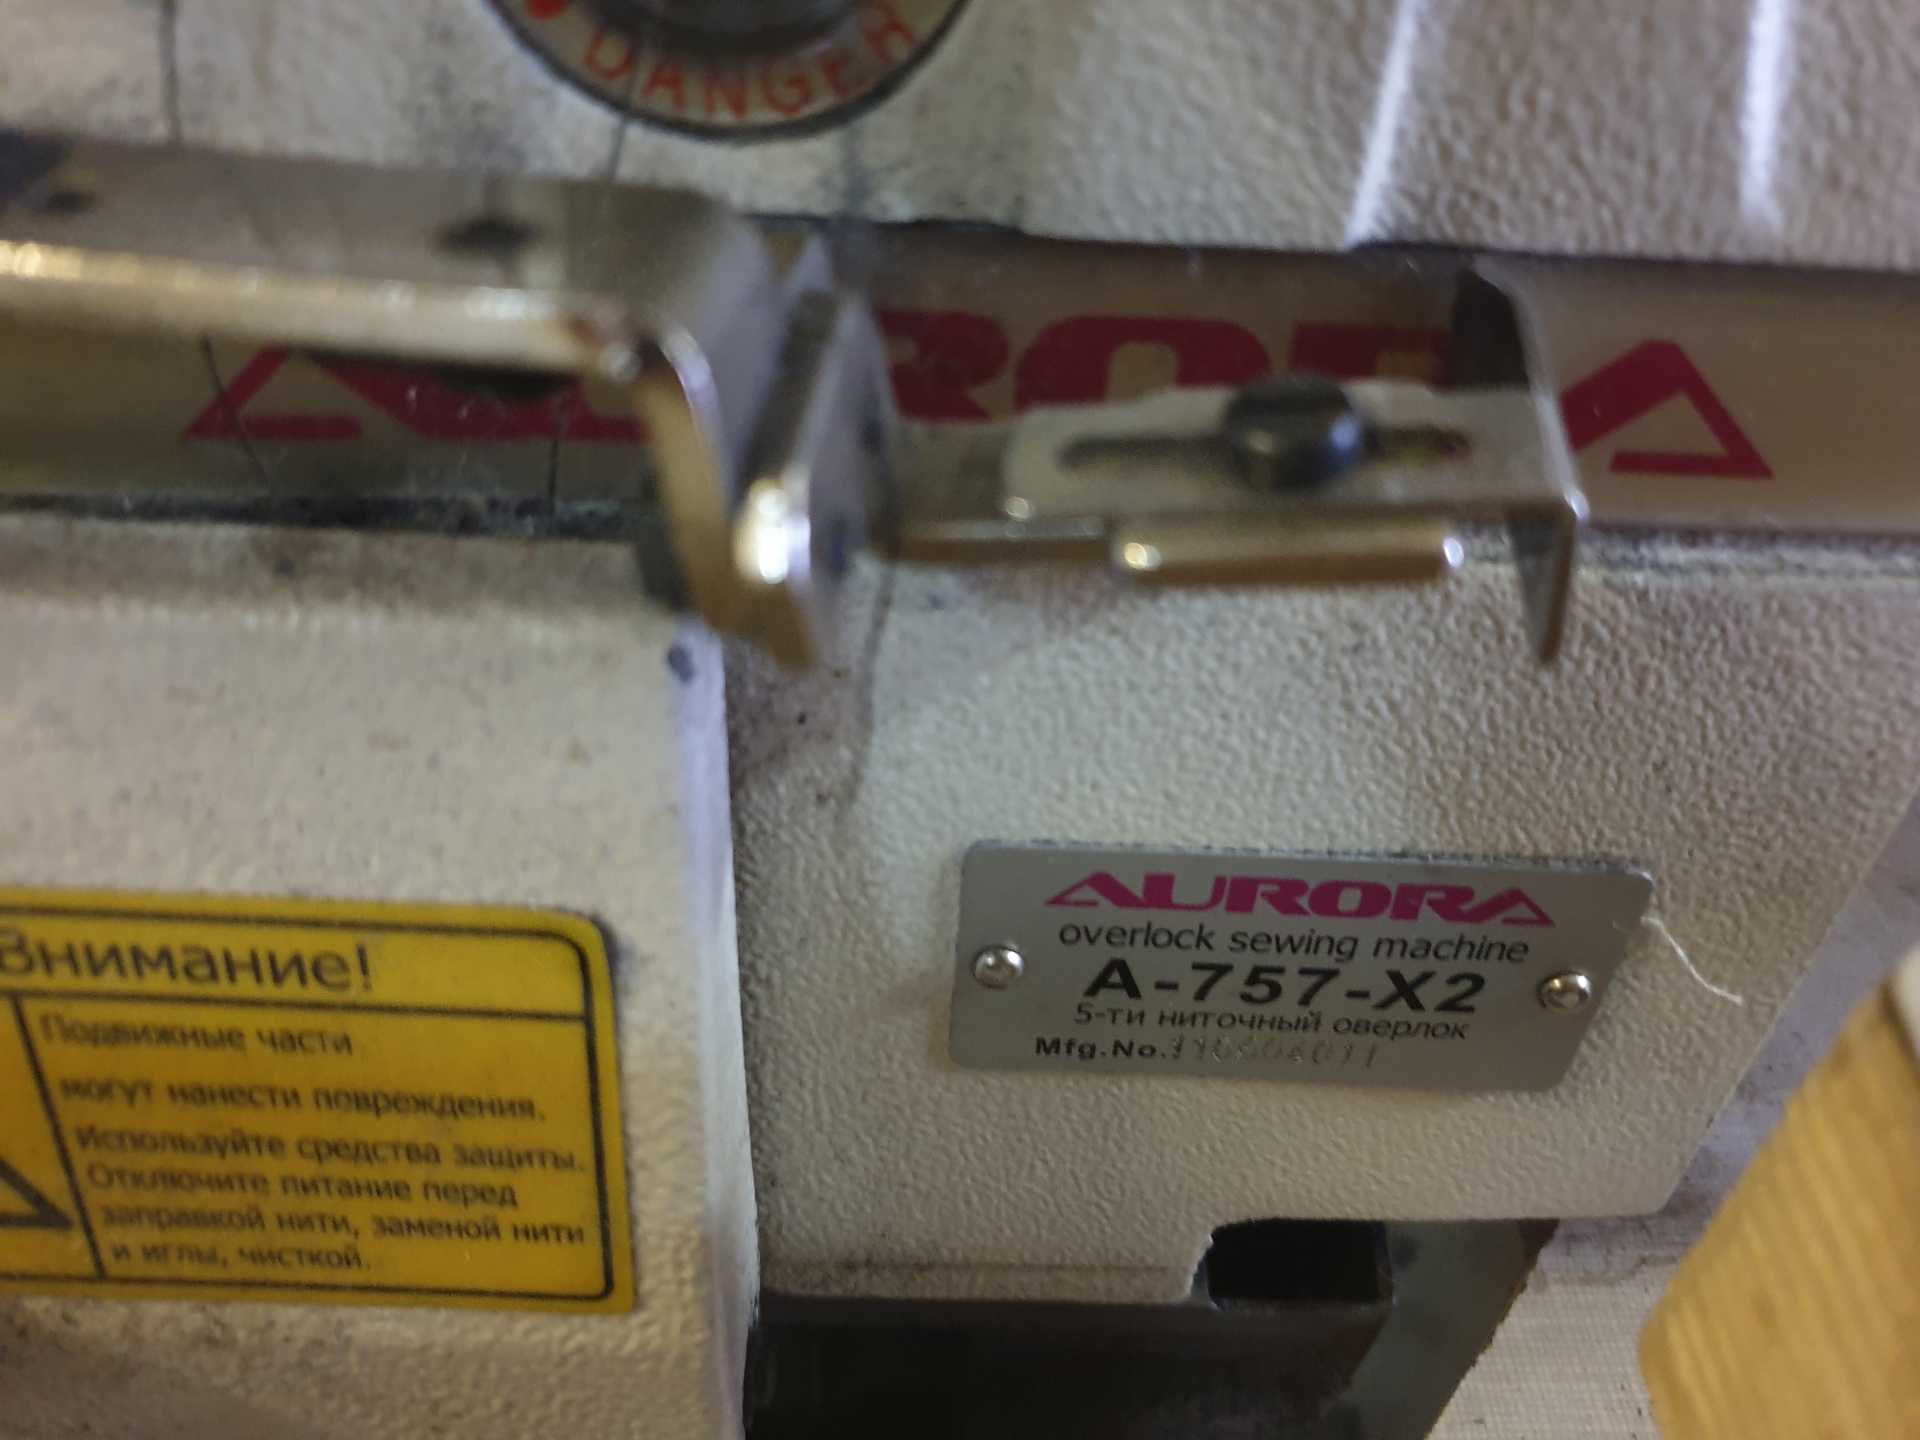 DANGER
AURORA
Внимание!
Подвижные части
могут нанести повреждения.
Используйте средства защиты.
Отключите питание перед
заправкой нити, заменой нити
и иглы, чисткой.
AURORA
overlock sewing machine
A-757-X2
5-ти ниточный оверлок
Mfg.No.